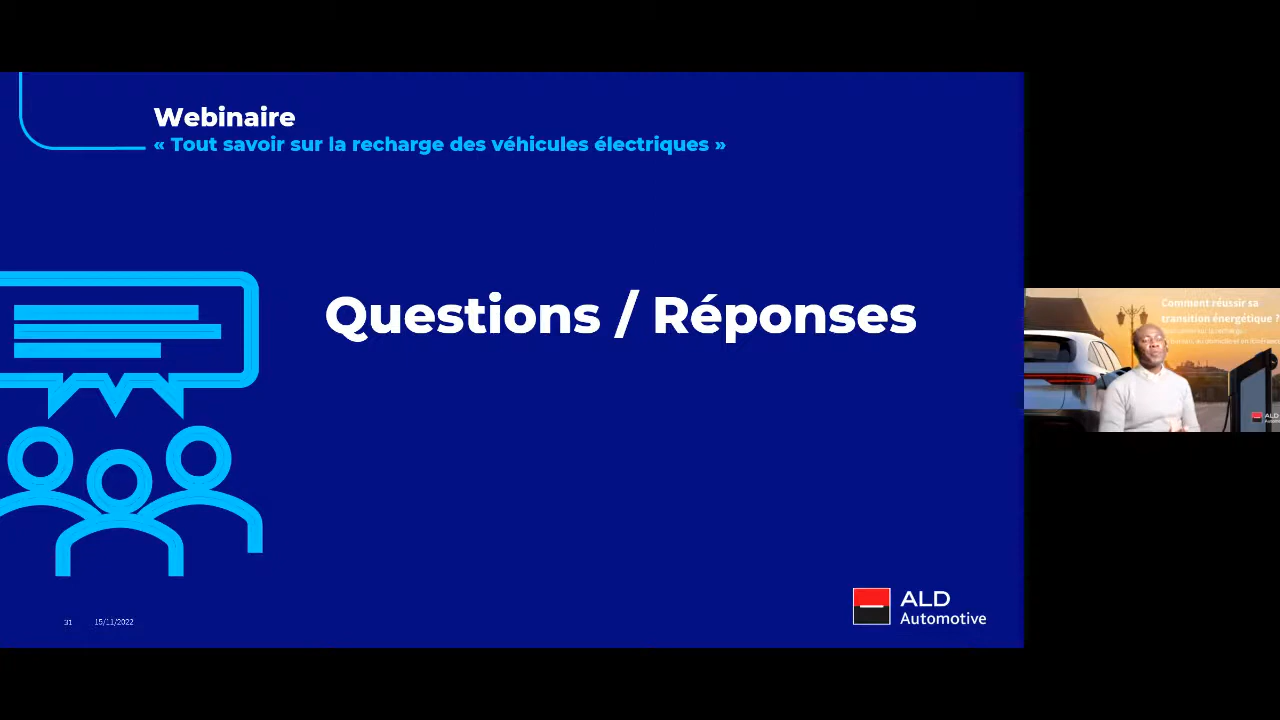 Webinaire
« Tout savoir sur la recharge des véhicules électriques »
Questions / Réponses
31 15/11/2022
ALD
Automotive
Comment réussir sa
transition énergétique ?
ALD